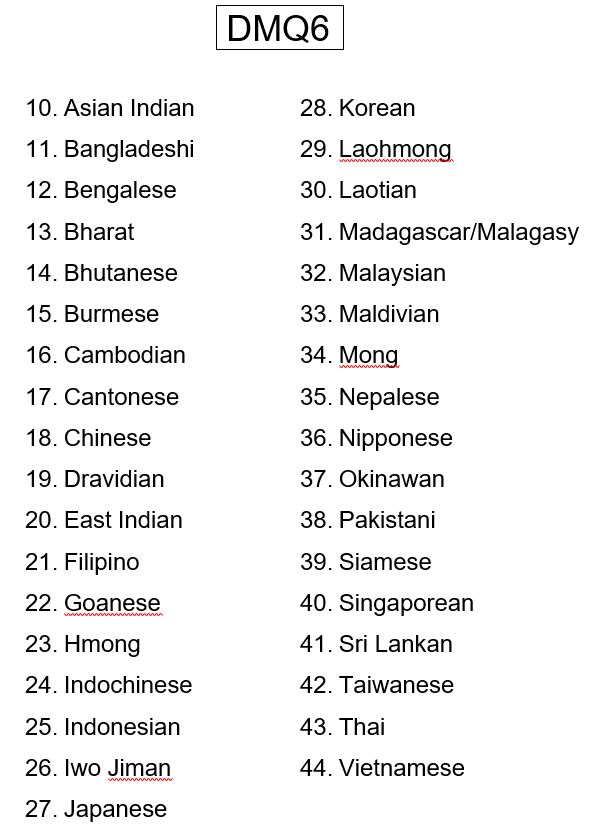 DMQ6
10. Asian Indian
11. Bangladeshi
12. Bengalese
13. Bharat
14. Bhutanese
15. Burmese
16. Cambodian
17. Cantonese
18. Chinese
19. Dravidian
20. East Indian
21. Filipino
22. Goanese
23. Hmong
24. Indochinese
25. Indonesian
26. Iwo Jiman
27. Japanese
28. Korean
29. Laohmong
30. Laotian
31. Madagascar/Malagasy
32. Malaysian
33. Maldivian
34. Mong
35. Nepalese
36. Nipponese
37. Okinawan
38. Pakistani
39. Siamese
40. Singaporean
41. Sri Lankan
42. Taiwanese
43. Thai
44. Vietnamese